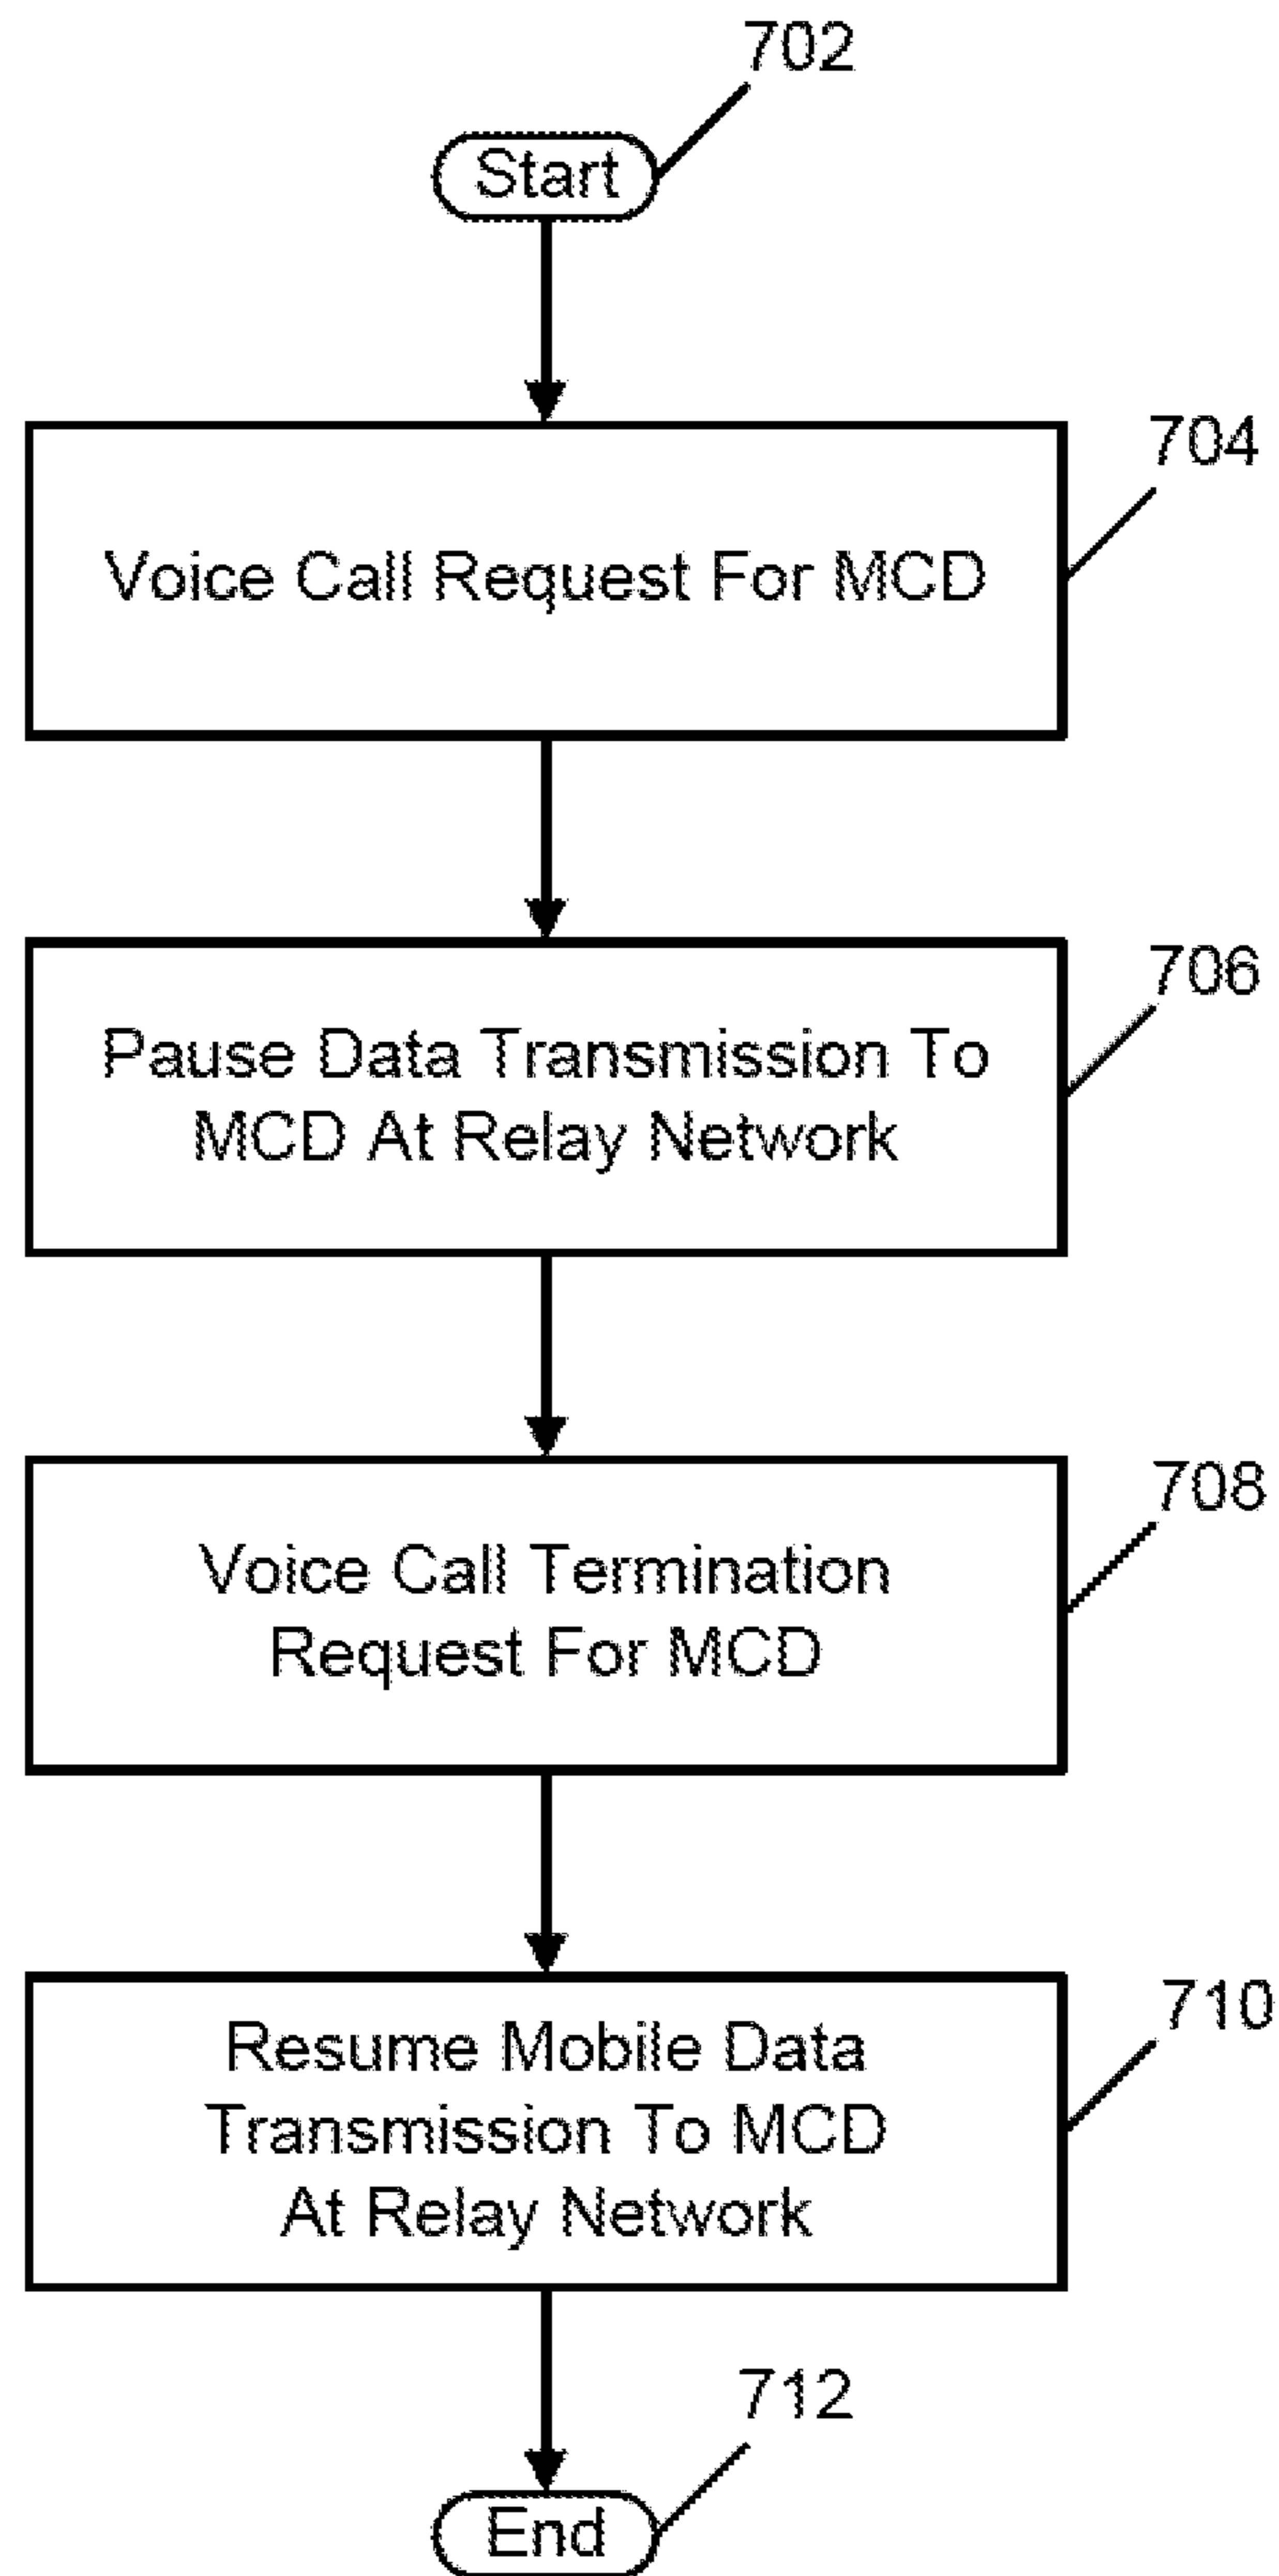 702
Start
704
Voice Call Request For MCD
706
Pause Data Transmission To
MCD At Relay Network
708
Voice Call Termination
Request For MCD
710
Resume Mobile Data
Transmission To MCD
At Relay Network
712
End